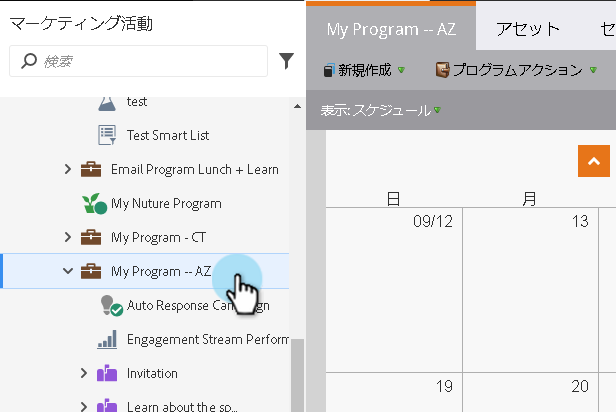 マーケティング活動
検索
test
Test Smart List
Email Program Lunch + Learn
My Nuture Program
My Program - CT
My Program -- AZ
Auto Response Campaign
Engagement Stream Perform
Invitation
Learn about the sp...
My Program -- AZ
アセット
セ
新規作成
プログラムアクション
表示: スケジュール
日 月
09/12 13
19 20